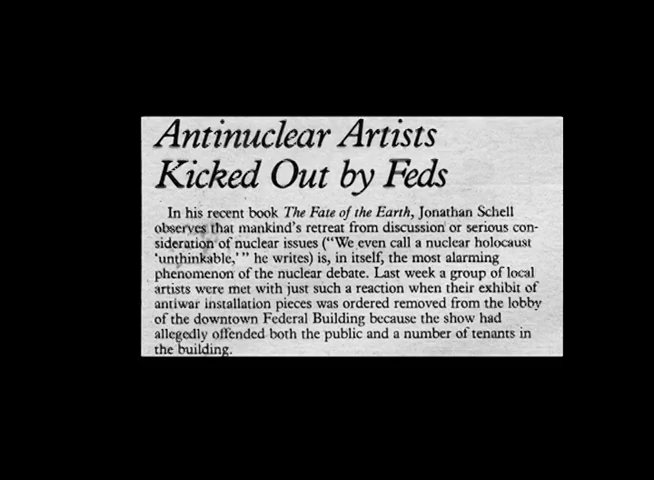 Antinuclear Artists
Kicked Out by Feds
In his recent book The Fate of the Earth, Jonathan Schell
observes that mankind's retreat from discussion or serious con-
sideration of nuclear issues ("We even call a nuclear holocaust
'unthinkable,'" he writes) is, in itself, the most alarming
phenomenon of the nuclear debate. Last week a group of local
artists were met with just such a reaction when their exhibit of
antiwar installation pieces was ordered removed from the lobby
of the downtown Federal Building because the show had
allegedly offended both the public and a number of tenants in
the building.